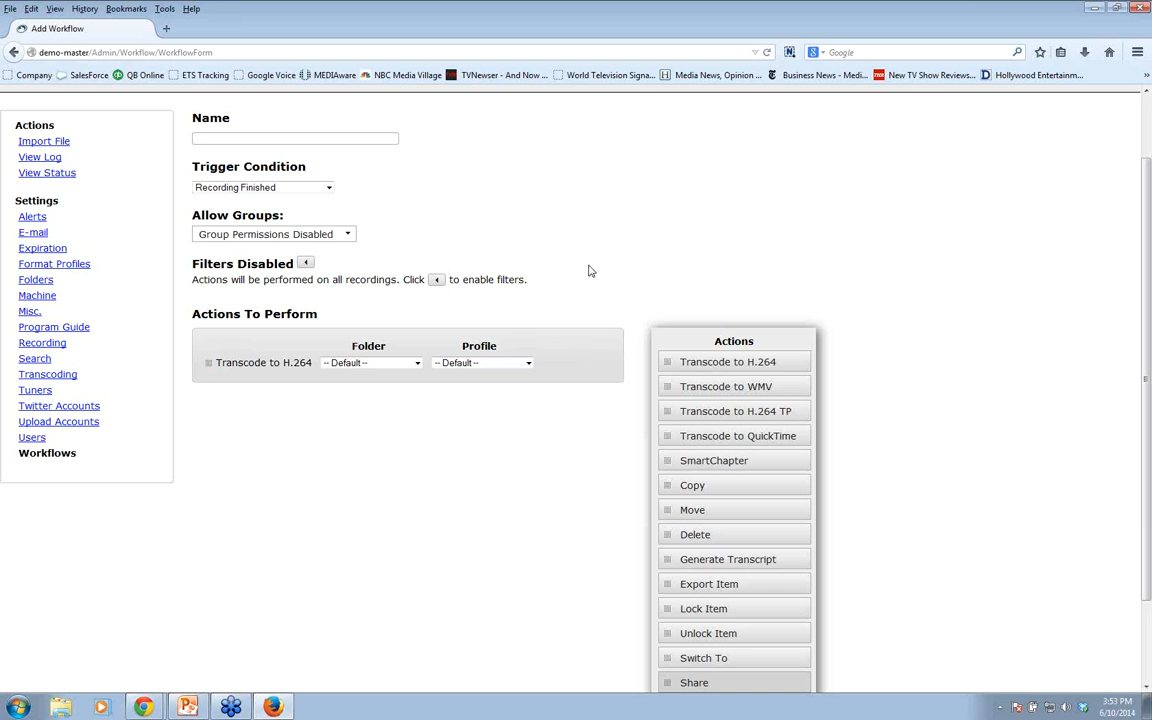 File Edit View History Bookmarks Tools Help
Add Workflow
demo-master/Admin/Workflow/WorkflowForm
Google
Company SalesForce QB Online ETS Tracking Google Voice MEDIAware NBC Media Village TVNewser - And Now ... World Television Signa... Media News, Opinion ... Business News - Medi... New TV Show Reviews... Hollywood Entertainm...
Actions
Import File
View Log
View Status
Settings
Alerts
E-mail
Expiration
Format Profiles
Folders
Machine
Misc.
Program Guide
Recording
Search
Transcoding
Tuners
Twitter Accounts
Upload Accounts
Users
Workflows
Name
Trigger Condition
Recording Finished
Allow Groups:
Group Permissions Disabled
Filters Disabled
Actions will be performed on all recordings. Click to enable filters.
Actions To Perform
Folder Profile
Transcode to H.264 -- Default -- -- Default --
Actions
Transcode to H.264
Transcode to WMV
Transcode to H.264 TP
Transcode to QuickTime
SmartChapter
Copy
Move
Delete
Generate Transcript
Export Item
Lock Item
Unlock Item
Switch To
Share
3:53 PM
6/10/2014